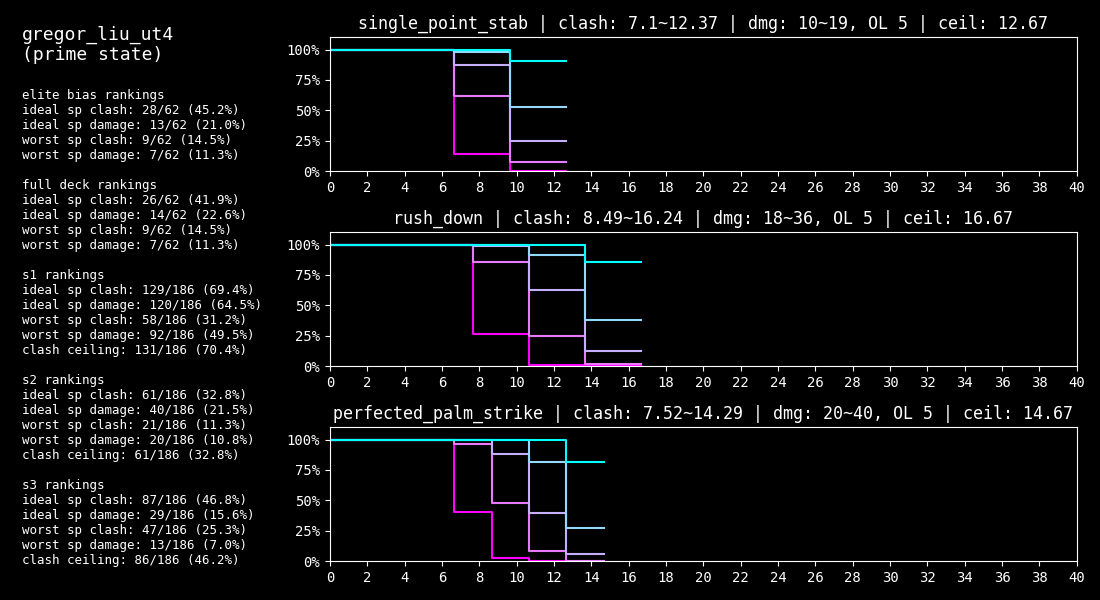 gregor_liu_ut4
(prime state)
elite bias rankings
ideal sp clash: 28/62 (45.2%)
ideal sp damage: 13/62 (21.0%)
worst sp clash: 9/62 (14.5%)
worst sp damage: 7/62 (11.3%)
full deck rankings
ideal sp clash: 26/62 (41.9%)
ideal sp damage: 14/62 (22.6%)
worst sp clash: 9/62 (14.5%)
worst sp damage: 7/62 (11.3%)
s1 rankings
ideal sp clash: 129/186 (69.4%)
ideal sp damage: 120/186 (64.5%)
worst sp clash: 58/186 (31.2%)
worst sp damage: 92/186 (49.5%)
clash ceiling: 131/186 (70.4%)
s2 rankings
ideal sp clash: 61/186 (32.8%)
ideal sp damage: 40/186 (21.5%)
worst sp clash: 21/186 (11.3%)
worst sp damage: 20/186 (10.8%)
clash ceiling: 61/186 (32.8%)
s3 rankings
ideal sp clash: 87/186 (46.8%)
ideal sp damage: 29/186 (15.6%)
worst sp clash: 47/186 (25.3%)
worst sp damage: 13/186 (7.0%)
clash ceiling: 86/186 (46.2%)
single_point_stab | clash: 7.1~12.37 | dmg: 10~19, OL 5 | ceil: 12.67
100%
75%
50%
25%
0%
0 2 4 6 8 10 12 14 16 18 20 22 24 26 28 30 32 34 36 38 40
rush_down | clash: 8.49~16.24 | dmg: 18~36, OL 5 | ceil: 16.67
100%
75%
50%
25%
0%
0 2 4 6 8 10 12 14 16 18 20 22 24 26 28 30 32 34 36 38 40
perfected_palm_strike | clash: 7.52~14.29 | dmg: 20~40, OL 5 | ceil: 14.67
100%
75%
50%
25%
0%
0 2 4 6 8 10 12 14 16 18 20 22 24 26 28 30 32 34 36 38 40